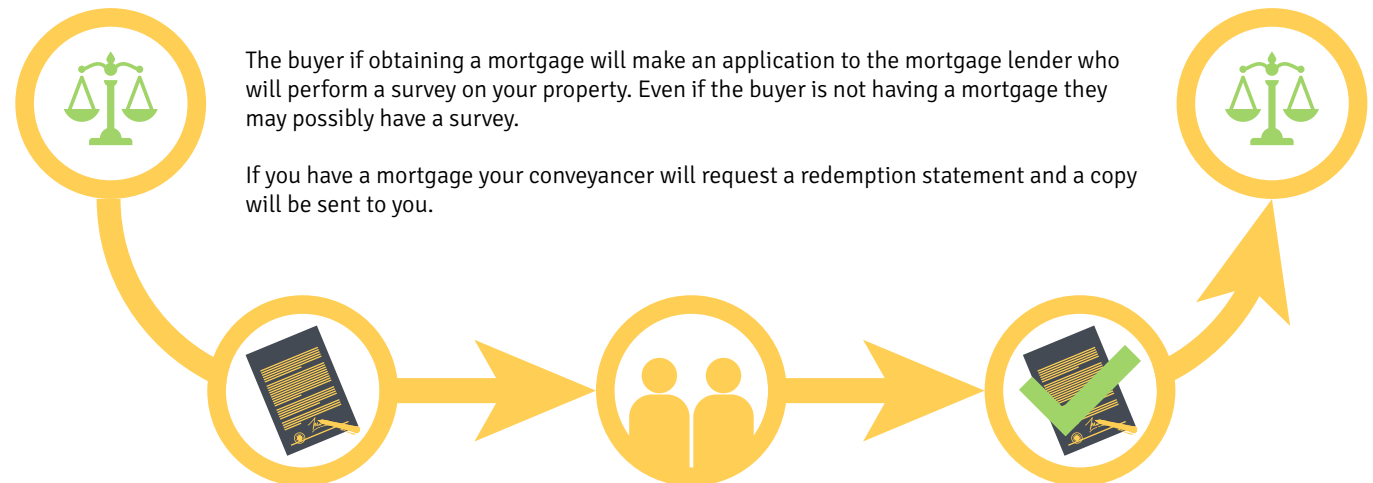 The buyer if obtaining a mortgage will make an application to the mortgage lender who
will perform a survey on your property. Even if the buyer is not having a mortgage they
may possibly have a survey.
If you have a mortgage your conveyancer will request a redemption statement and a copy
will be sent to you.